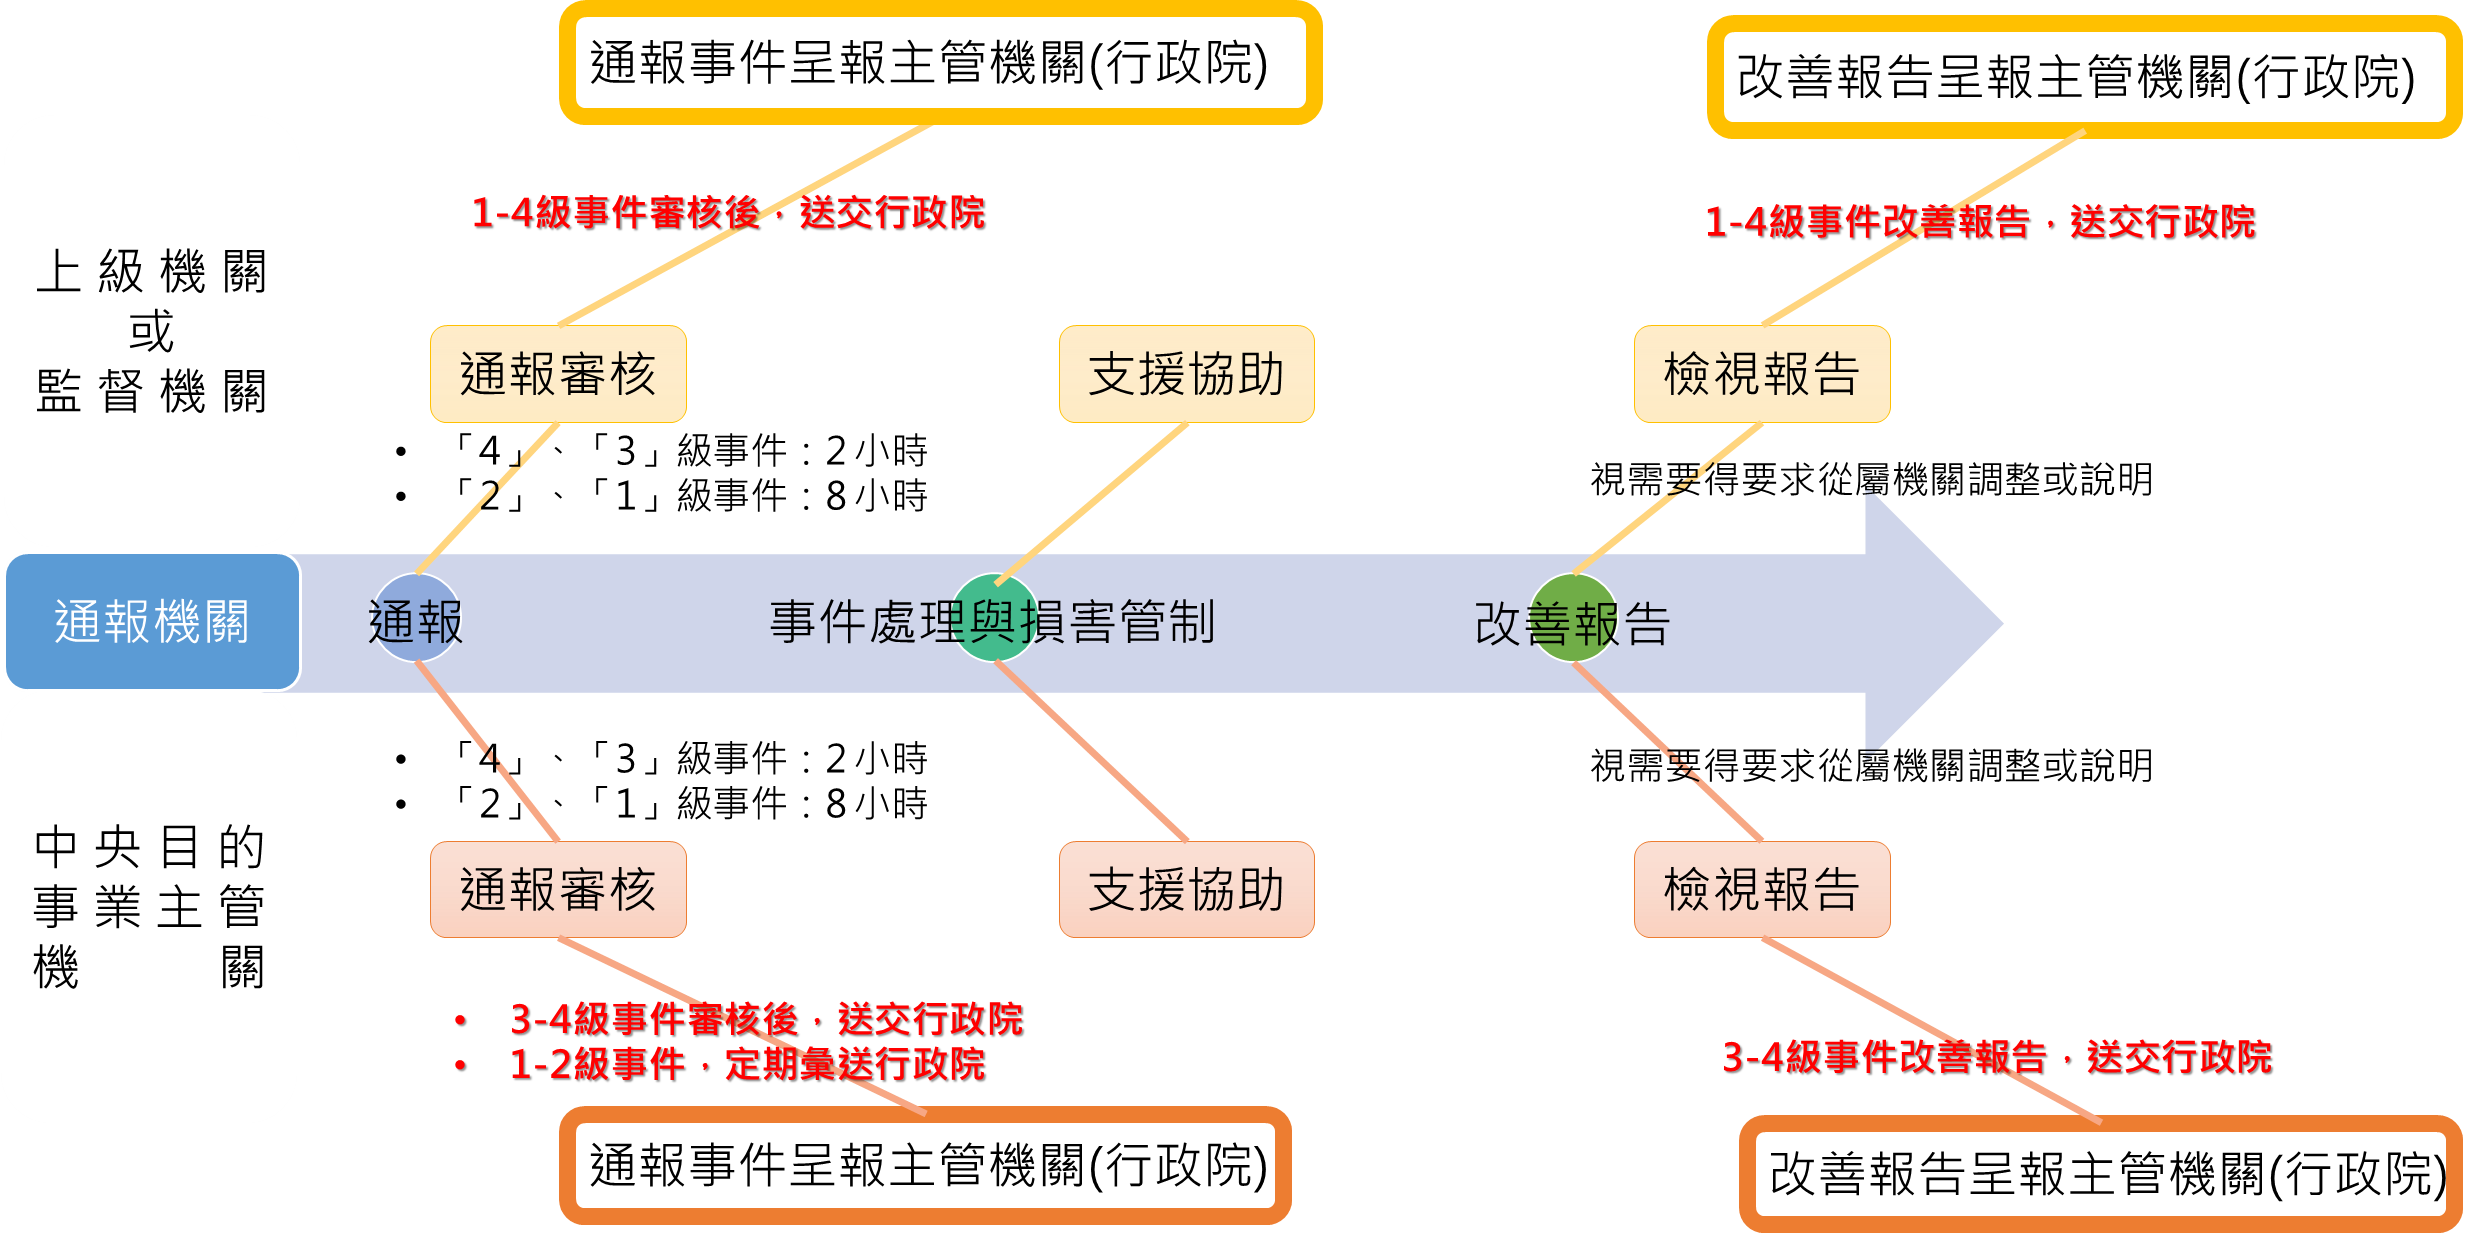 通報事件呈報主管機關(行政院)
改善報告呈報主管機關(行政院)
1-4級事件審核後，送交行政院
1-4級事件改善報告，送交行政院
上級機關
或
監督機關
通報審核
支援協助
檢視報告
• 「4」、「3」級事件：2小時
• 「2」、「1」級事件：8小時
視需要得要求從屬機關調整或說明
通報機關
通報
事件處理與損害管制
改善報告
• 「4」、「3」級事件：2小時
• 「2」、「1」級事件：8小時
視需要得要求從屬機關調整或說明
中央目的
事業主管
機關
通報審核
支援協助
檢視報告
• 3-4級事件審核後，送交行政院
• 1-2級事件，定期彙送行政院
3-4級事件改善報告，送交行政院
通報事件呈報主管機關(行政院)
改善報告呈報主管機關(行政院)